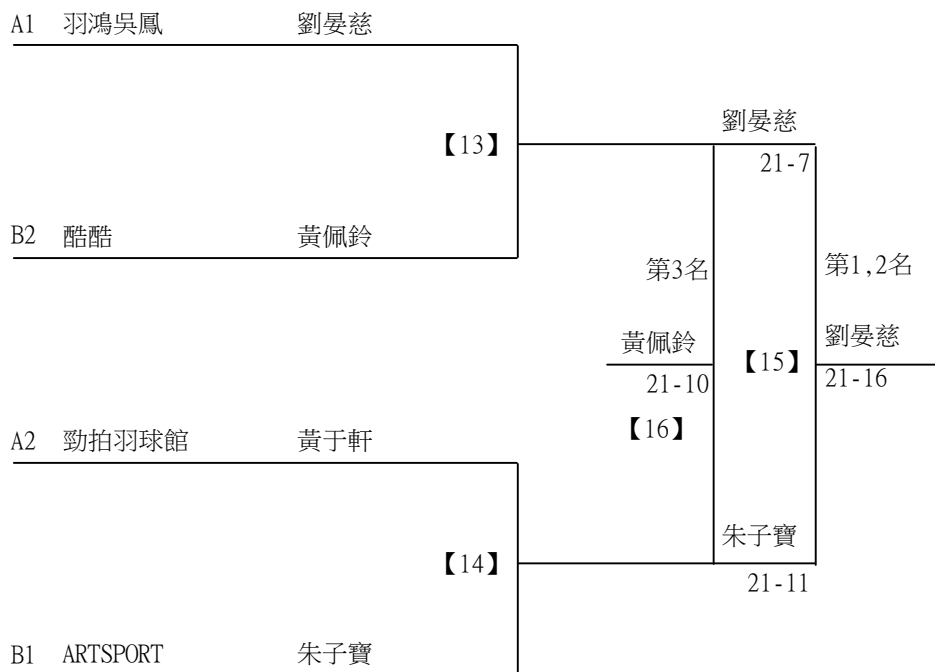 A1 羽鴻吳鳳 劉晏慈
劉晏慈
【13】
21-7
B2 酷酷 黃佩鈴
第3名 第1,2名
黃佩鈴 【15】 劉晏慈
21-10 21-16
【16】
A2 勁拍羽球館 黃于軒
朱子寶
【14】
21-11
B1 ARTSPORT 朱子寶